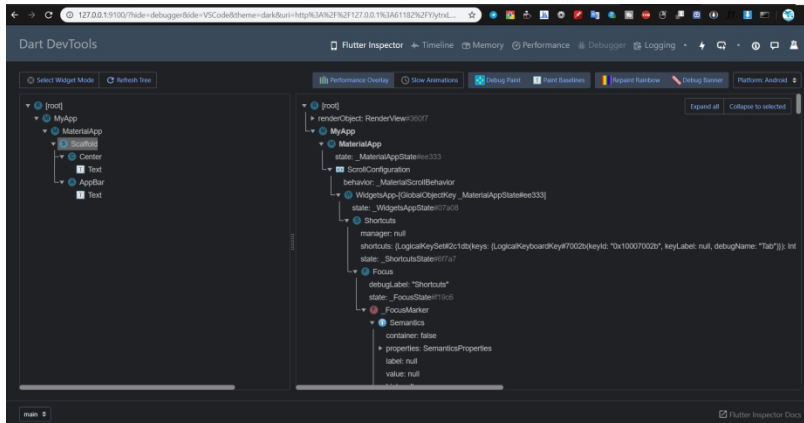 127.0.0.1:9100/?hide=debugger&ide=VSCode&theme=dark&uri=http%3A%2F%2F127.0.0.1%3A61182%2FYJytrxL...
Dart DevTools
Flutter Inspector
Timeline
Memory
Performance
Debugger
Logging
Select Widget Mode
Refresh Tree
Performance Overlay
Slow Animations
Debug Paint
Paint Baselines
Repaint Rainbow
Debug Banner
Platform: Android
[root]
MyApp
MaterialApp
Scaffold
Center
Text
AppBar
Text
Expand all
Collapse to selected
[root]
renderObject: RenderView#360f7
MyApp
MaterialApp
state: _MaterialAppState#ee333
ScrollConfiguration
behavior: _MaterialScrollBehavior
WidgetsApp-[GlobalObjectKey _MaterialAppState#ee333]
state: _WidgetsAppState#07a08
Shortcuts
manager: null
shortcuts: {LogicalKeySet#2c1db(keys: {LogicalKeyboardKey#7002b(keyId: "0x10007002b", keyLabel: null, debugName: "Tab")}): Int
state: _ShortcutsState#6f7a7
Focus
debugLabel: "Shortcuts"
state: _FocusState#f19c6
_FocusMarker
Semantics
container: false
properties: SemanticsProperties
label: null
value: null
main
Flutter Inspector Docs